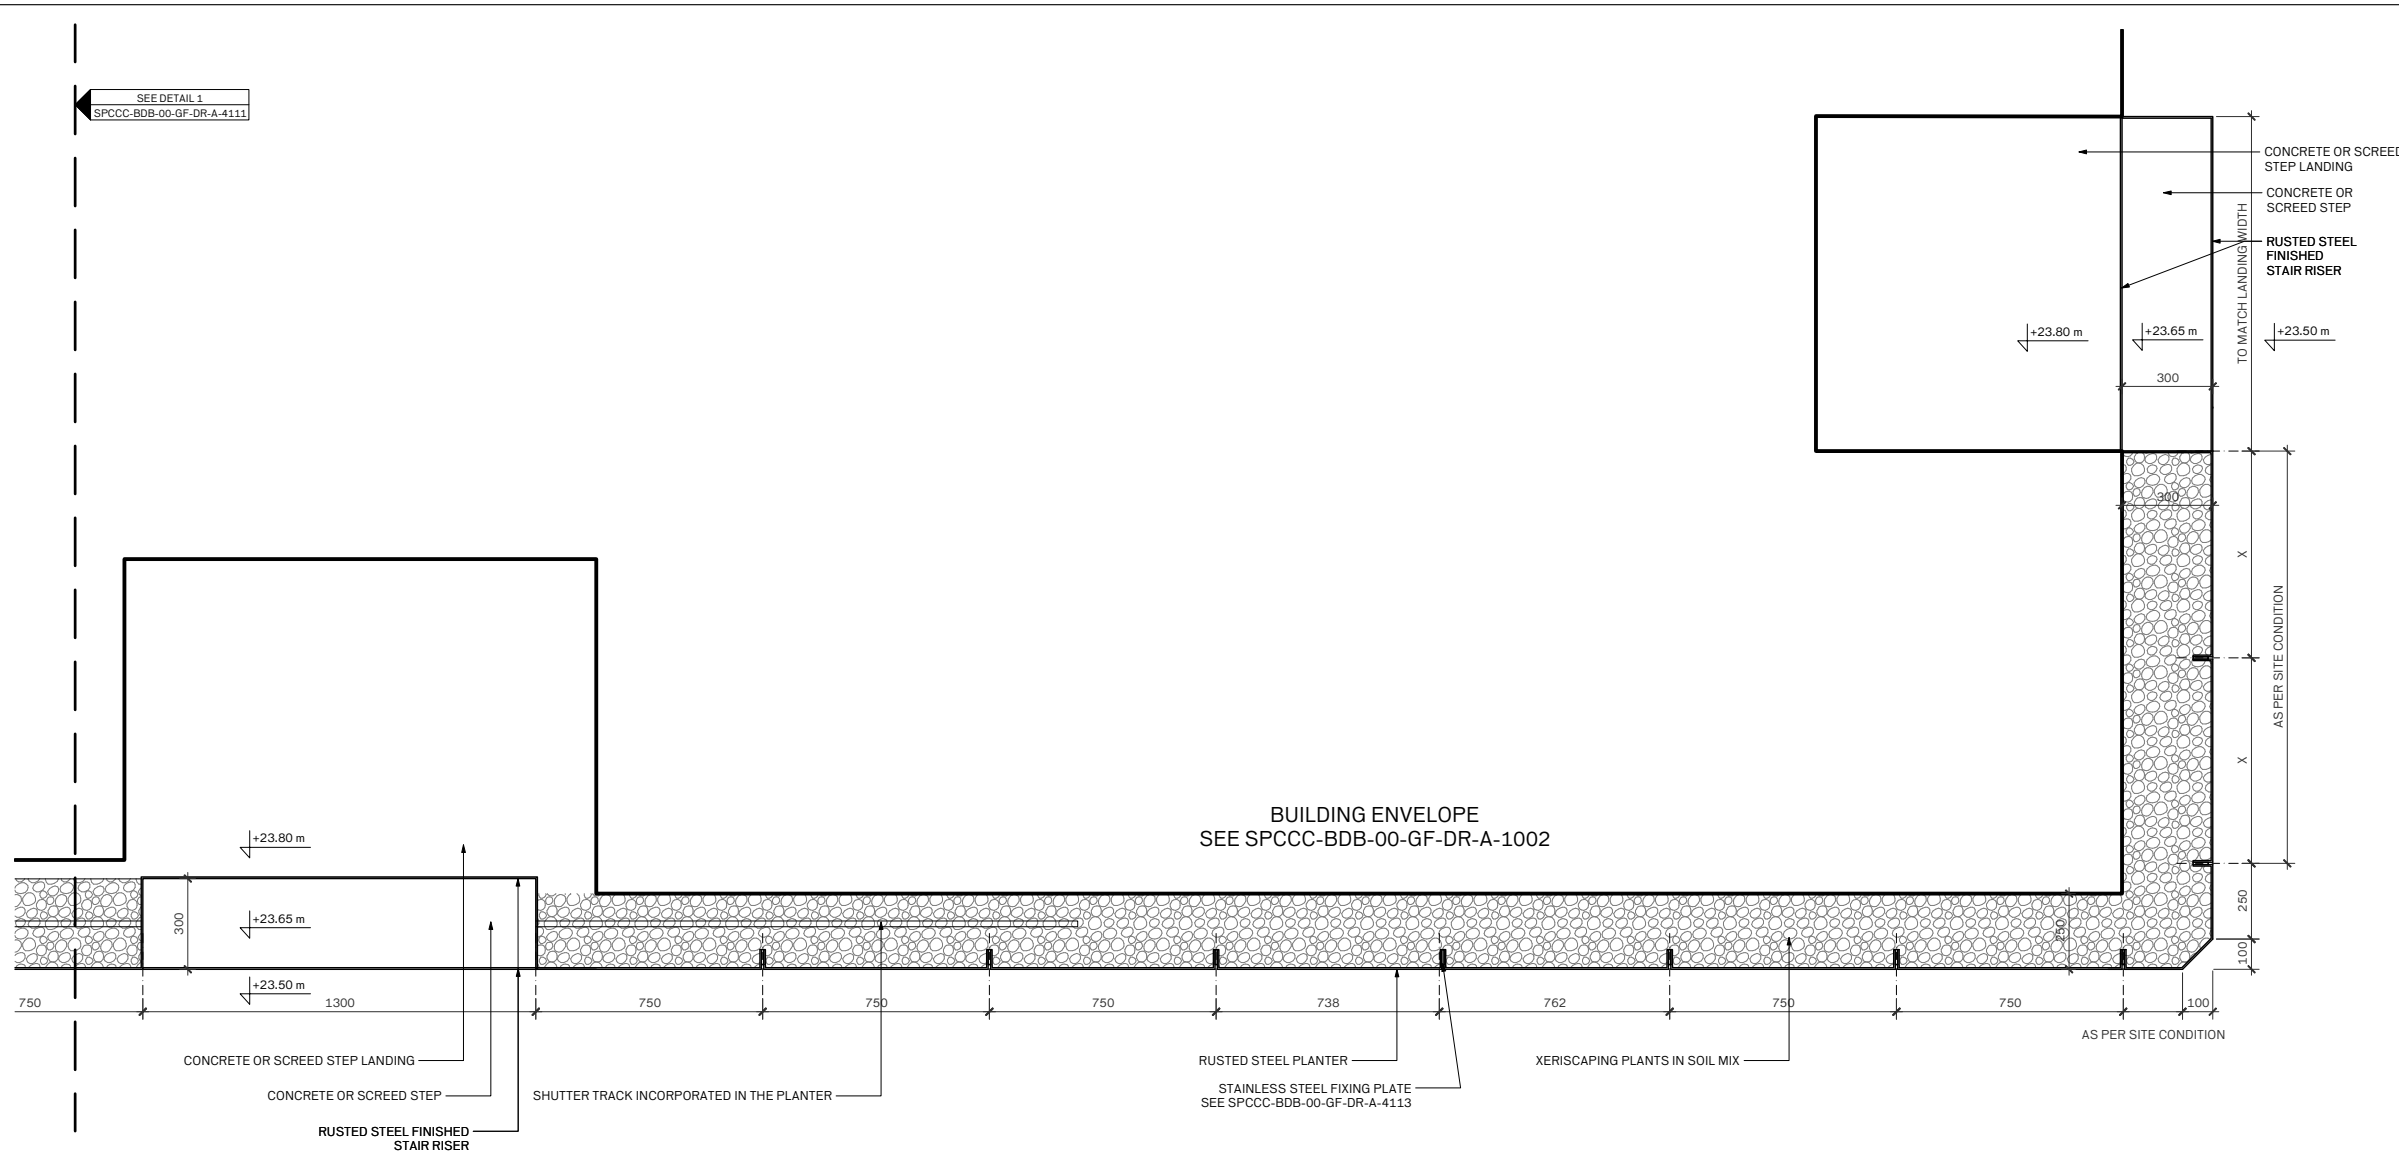 SEE DETAIL 1
SPCCC-BDB-00-GF-DR-A-4111
CONCRETE OR SCREED
STEP LANDING
CONCRETE OR
SCREED STEP
RUSTED STEEL
FINISHED
STAIR RISER
TO MATCH LANDING WIDTH
+23.80 m
+23.65 m
+23.50 m
300
300
X
AS PER SITE CONDITION
X
250
100
BUILDING ENVELOPE
SEE SPCCC-BDB-00-GF-DR-A-1002
+23.80 m
300
+23.65 m
+23.50 m
250
750
1300
750
750
750
738
762
750
750
100
AS PER SITE CONDITION
CONCRETE OR SCREED STEP LANDING
CONCRETE OR SCREED STEP
RUSTED STEEL FINISHED
STAIR RISER
SHUTTER TRACK INCORPORATED IN THE PLANTER
RUSTED STEEL PLANTER
STAINLESS STEEL FIXING PLATE
SEE SPCCC-BDB-00-GF-DR-A-4113
XERISCAPING PLANTS IN SOIL MIX